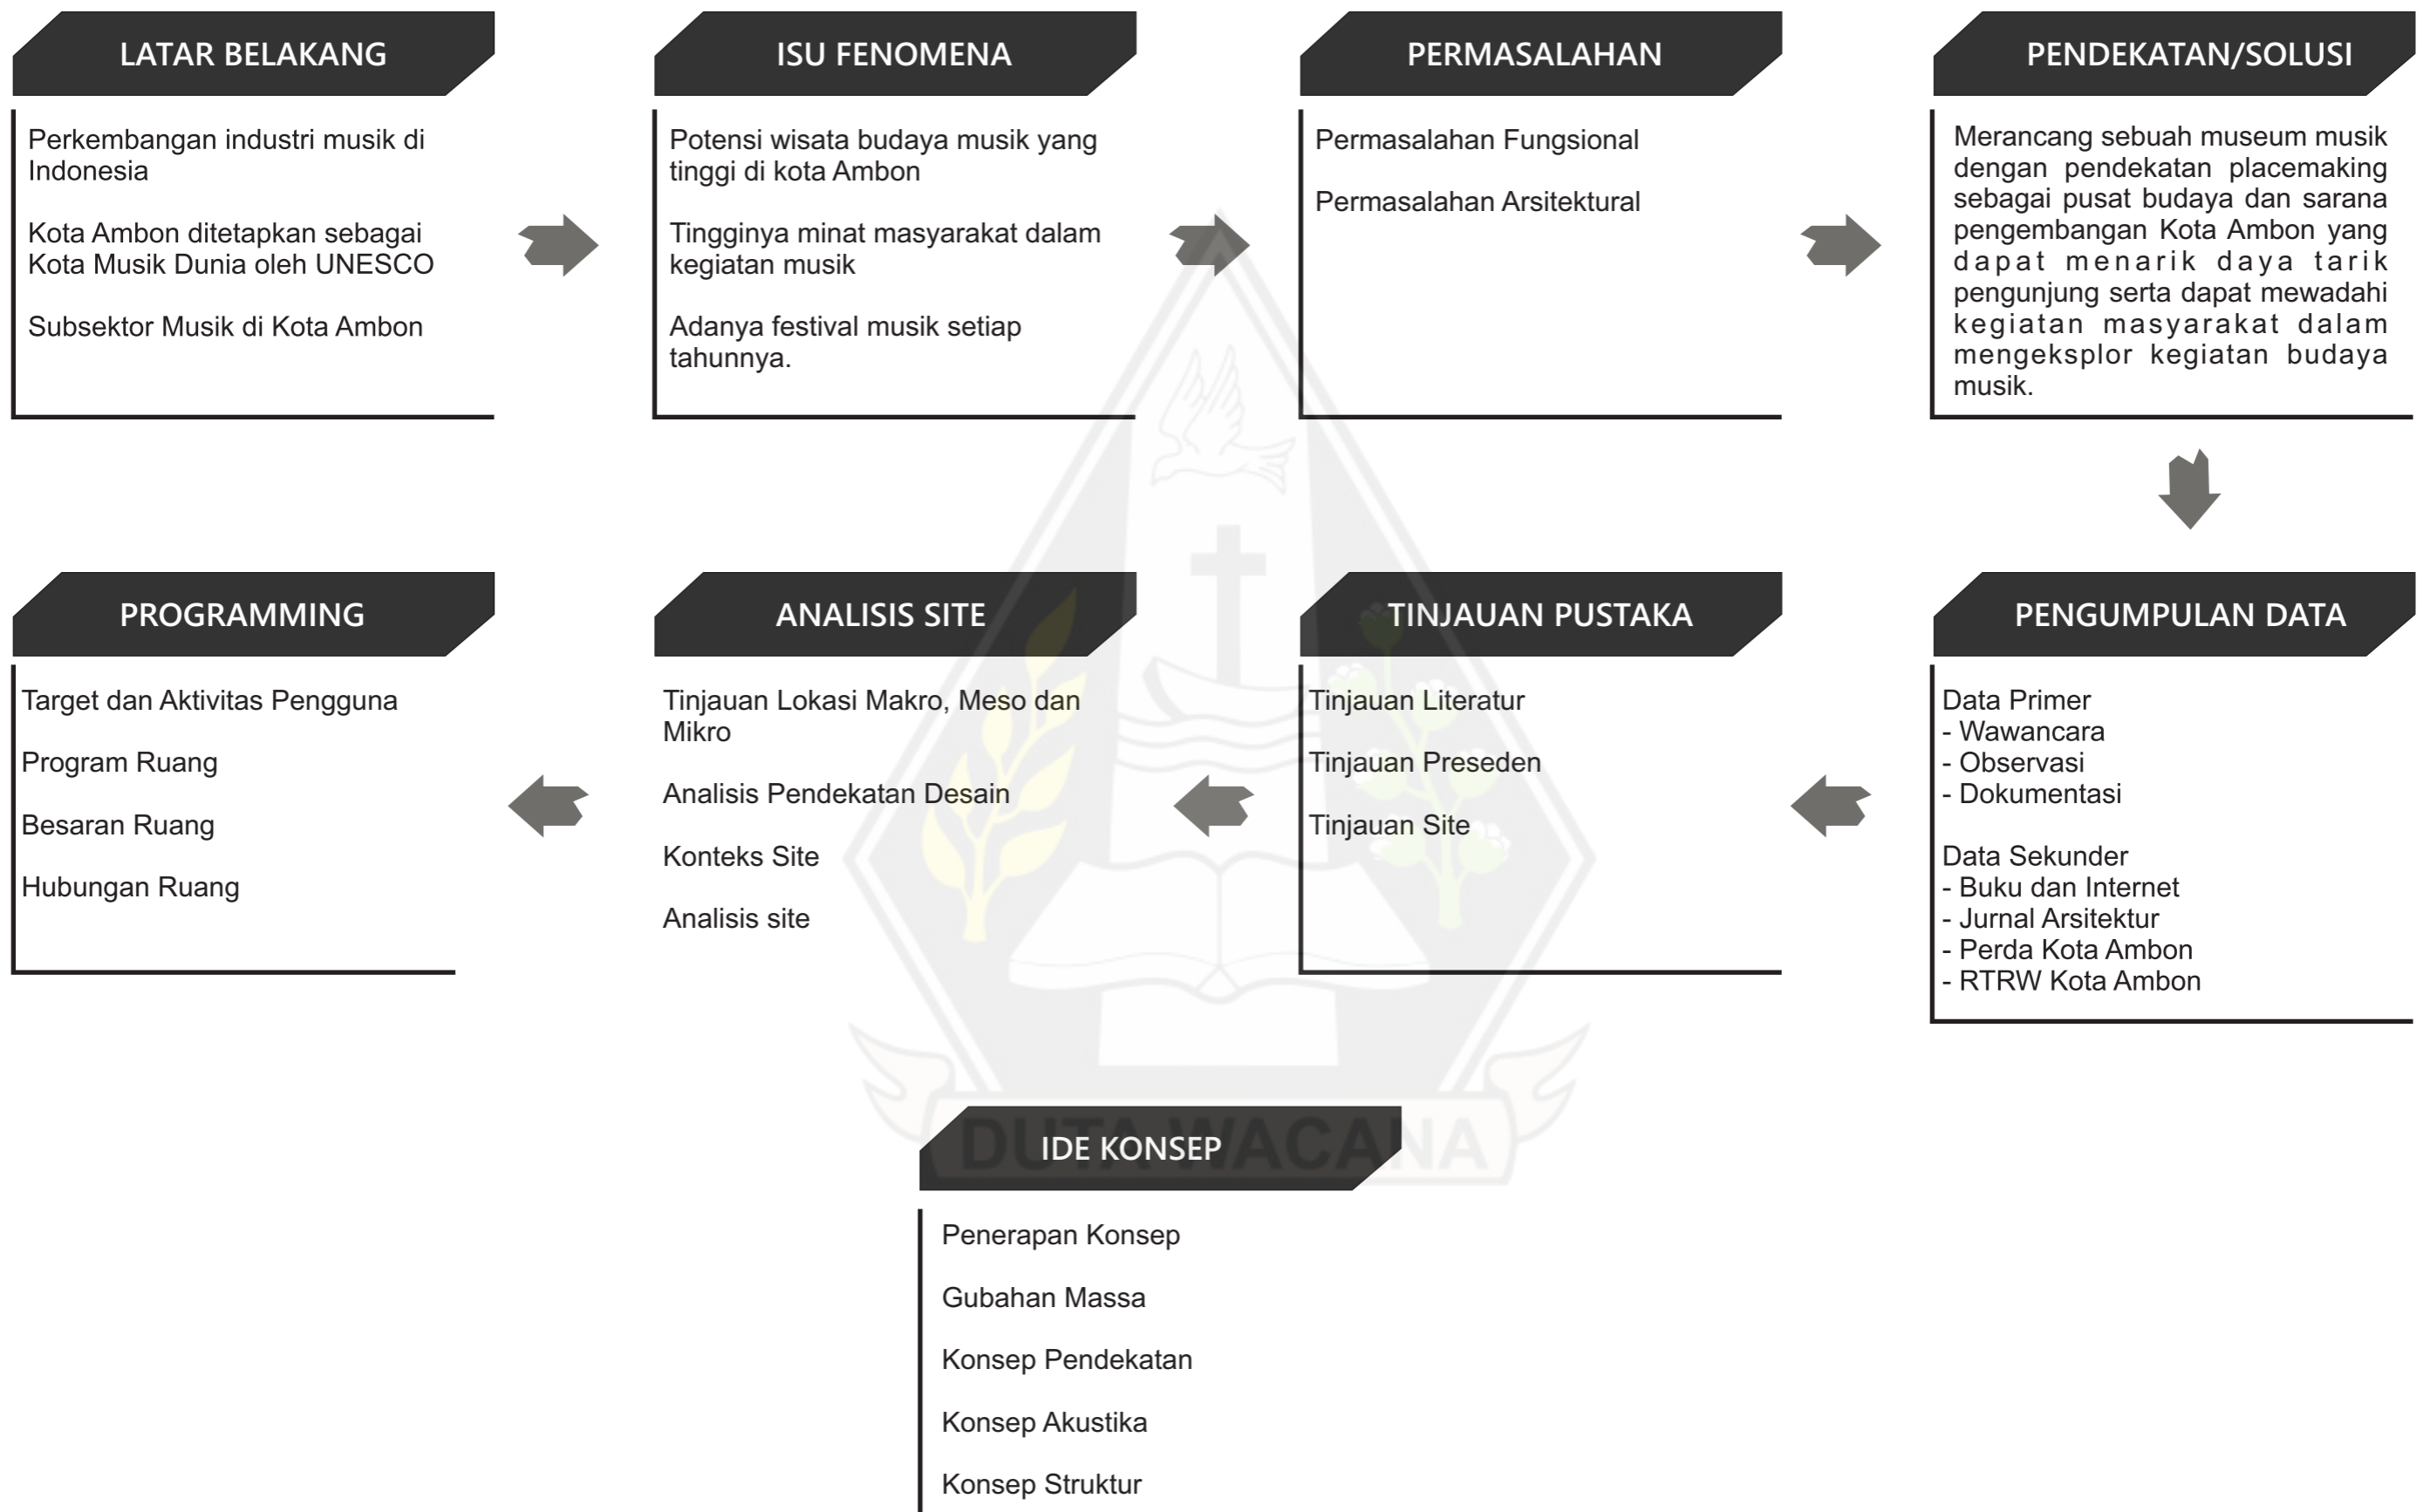 LATAR BELAKANG
Perkembangan industri musik di
Indonesia
Kota Ambon ditetapkan sebagai
Kota Musik Dunia oleh UNESCO
Subsektor Musik di Kota Ambon
ISU FENOMENA
Potensi wisata budaya musik yang
tinggi di kota Ambon
Tingginya minat masyarakat dalam
kegiatan musik
Adanya festival musik setiap
tahunnya.
PERMASALAHAN
Permasalahan Fungsional
Permasalahan Arsitektural
PENDEKATAN/SOLUSI
Merancang sebuah museum musik
dengan pendekatan placemaking
sebagai pusat budaya dan sarana
pengembangan Kota Ambon yang
dapat menarik daya tarik
pengunjung serta dapat mewadahi
kegiatan masyarakat dalam
mengeksplor kegiatan budaya
musik.
PENGUMPULAN DATA
Data Primer
- Wawancara
- Observasi
- Dokumentasi
Data Sekunder
- Buku dan Internet
- Jurnal Arsitektur
- Perda Kota Ambon
- RTRW Kota Ambon
TINJAUAN PUSTAKA
Tinjauan Literatur
Tinjauan Preseden
Tinjauan Site
ANALISIS SITE
Tinjauan Lokasi Makro, Meso dan
Mikro
Analisis Pendekatan Desain
Konteks Site
Analisis site
PROGRAMMING
Target dan Aktivitas Pengguna
Program Ruang
Besaran Ruang
Hubungan Ruang
IDE KONSEP
Penerapan Konsep
Gubahan Massa
Konsep Pendekatan
Konsep Akustika
Konsep Struktur
DUTA WACANA